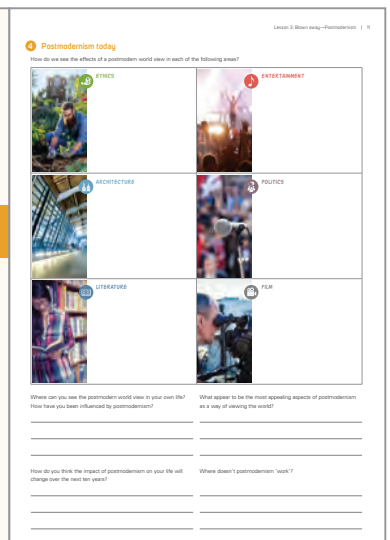 Lesson 3: Blown away—Postmodernism | 11
4 Postmodernism today
How do we see the effects of a postmodern world view in each of the following areas?
ETHICS
ENTERTAINMENT
ARCHITECTURE
POLITICS
LITERATURE
FILM
Where can you see the postmodern world view in your own life?
How have you been influenced by postmodernism?
What appear to be the most appealing aspects of postmodernism
as a way of viewing the world?
How do you think the impact of postmodernism on your life will
change over the next ten years?
Where doesn't postmodernism 'work'?